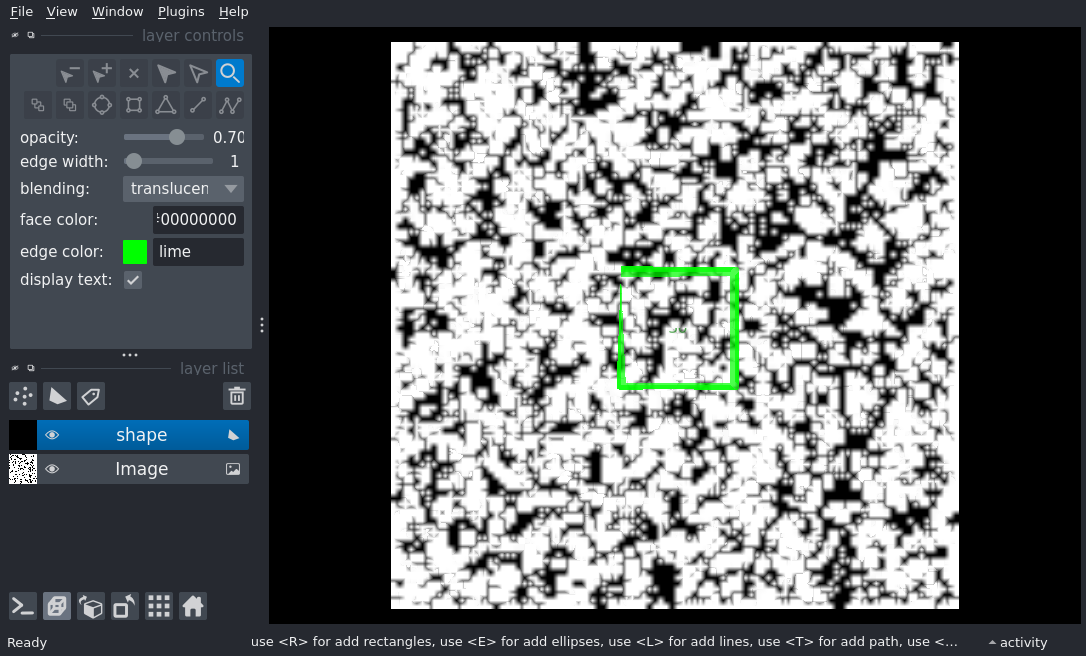 File View Window Plugins Help
layer controls
opacity: 0.70
edge width: 1
blending: translucen
face color: 00000000
edge color: lime
display text:
layer list
shape
Image
Ready
use <R> for add rectangles, use <E> for add ellipses, use <L> for add lines, use <T> for add path, use <...
activity